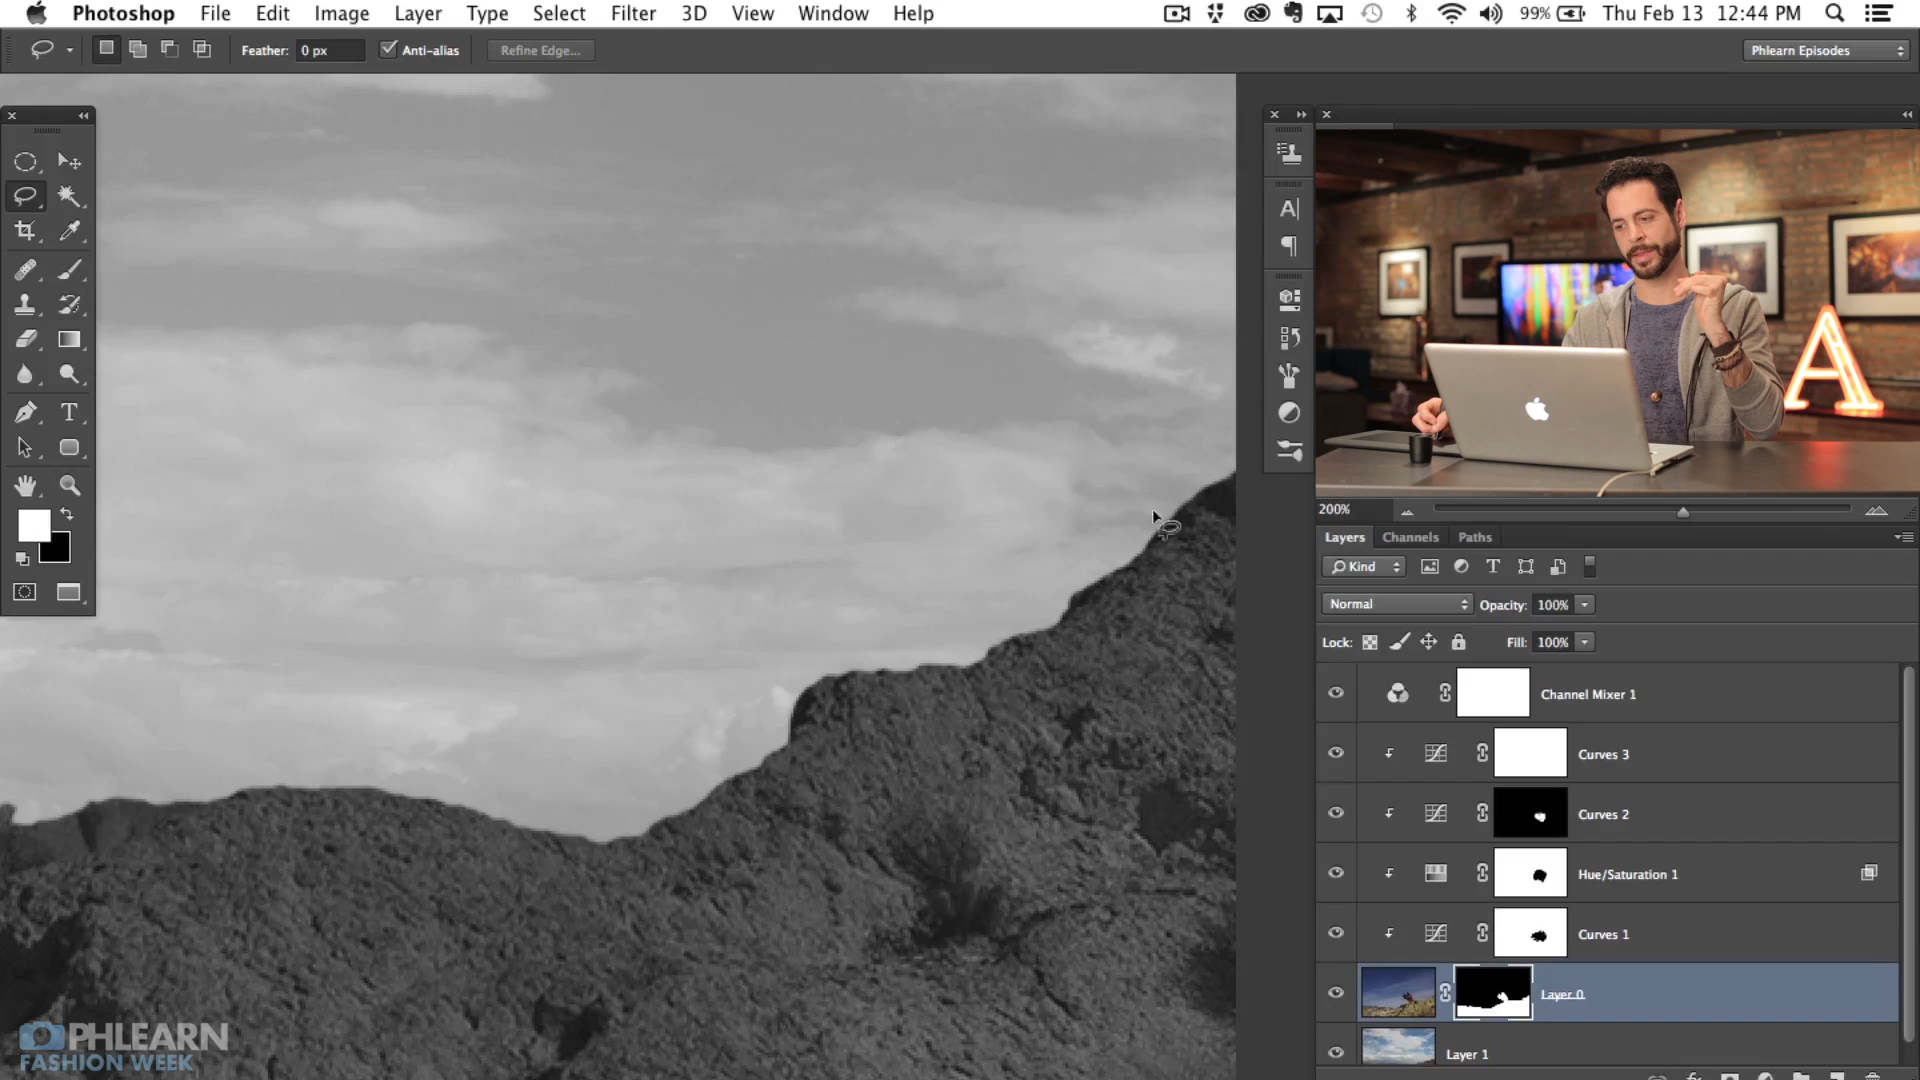 Photoshop File Edit Image Layer Type Select Filter 3D View Window Help 99% Thu Feb 13 12:44 PM
Feather: 0 px Anti-alias Refine Edge... Phlearn Episodes
A
200%
Layers Channels Paths
Kind
Normal Opacity: 100%
Lock: Fill: 100%
Channel Mixer 1
Curves 3
Curves 2
Hue/Saturation 1
Curves 1
Layer 0
Layer 1
PHLEARN
FASHION WEEK